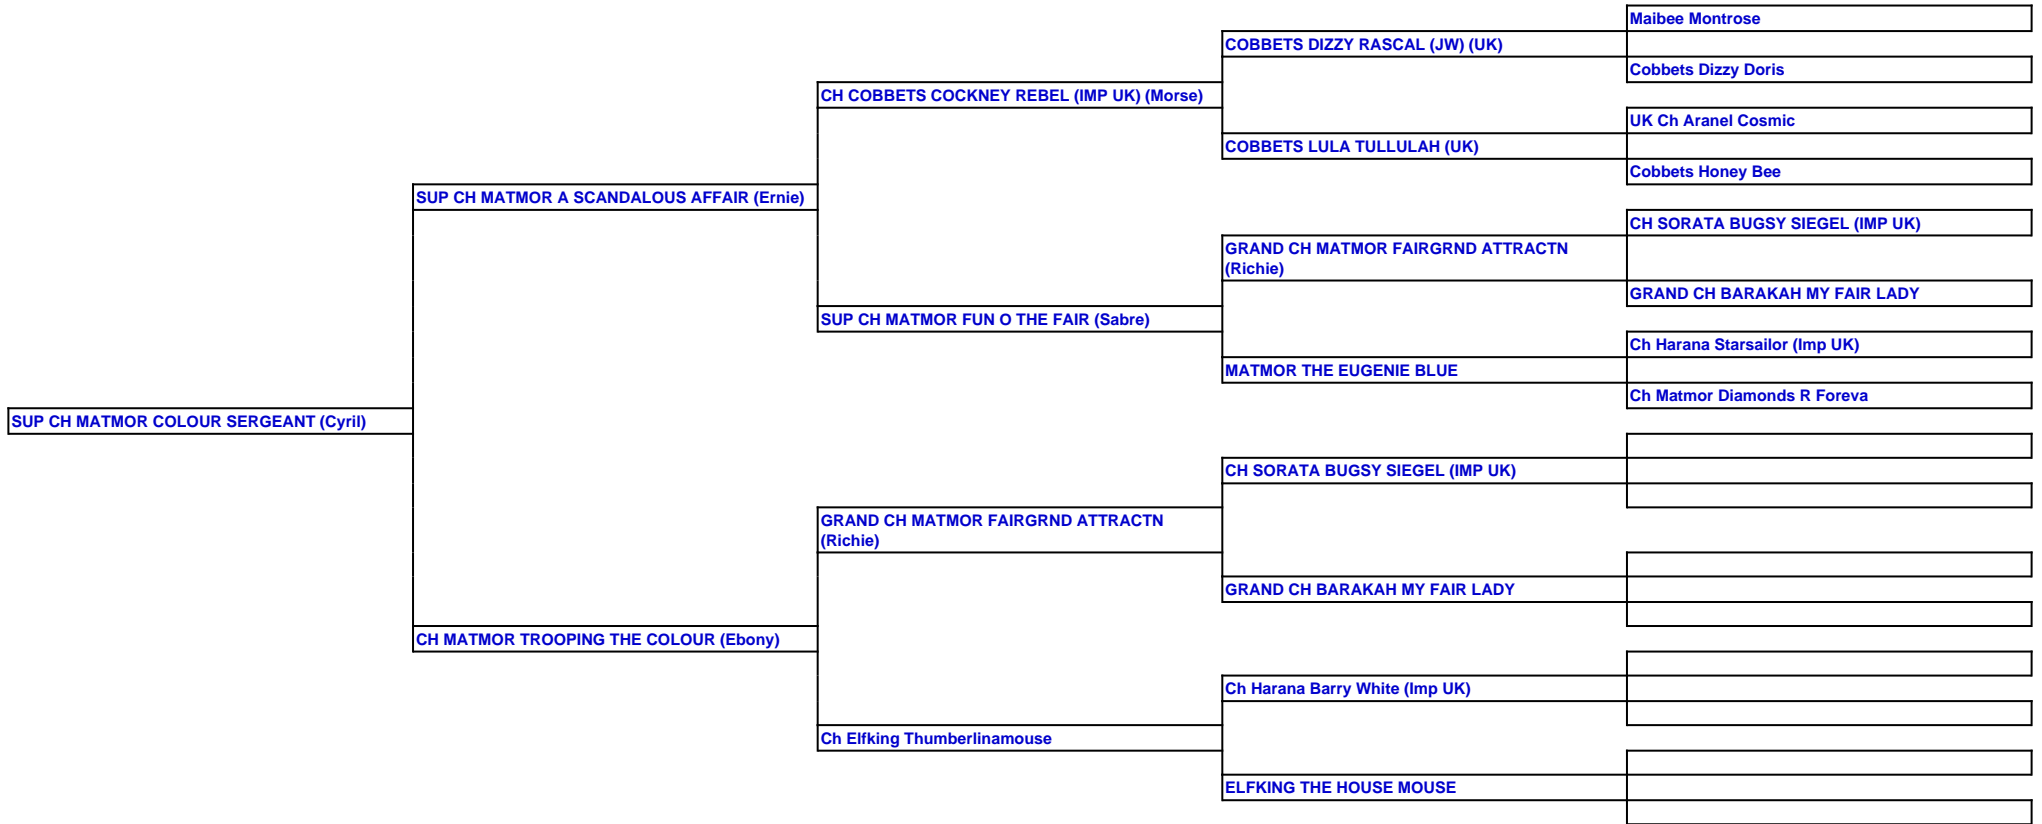 Maibee Montrose
COBBETS DIZZY RASCAL (JW) (UK)
Cobbets Dizzy Doris
CH COBBETS COCKNEY REBEL (IMP UK) (Morse)
UK Ch Aranel Cosmic
COBBETS LULA TULLULAH (UK)
Cobbets Honey Bee
SUP CH MATMOR A SCANDALOUS AFFAIR (Ernie)
CH SORATA BUGSY SIEGEL (IMP UK)
GRAND CH MATMOR FAIRGRND ATTRACTN
(Richie)
GRAND CH BARAKAH MY FAIR LADY
SUP CH MATMOR FUN O THE FAIR (Sabre)
Ch Harana Starsailor (Imp UK)
MATMOR THE EUGENIE BLUE
Ch Matmor Diamonds R Foreva
SUP CH MATMOR COLOUR SERGEANT (Cyril)
CH SORATA BUGSY SIEGEL (IMP UK)
GRAND CH MATMOR FAIRGRND ATTRACTN
(Richie)
GRAND CH BARAKAH MY FAIR LADY
CH MATMOR TROOPING THE COLOUR (Ebony)
Ch Harana Barry White (Imp UK)
Ch Elfking Thumberlinamouse
ELFKING THE HOUSE MOUSE